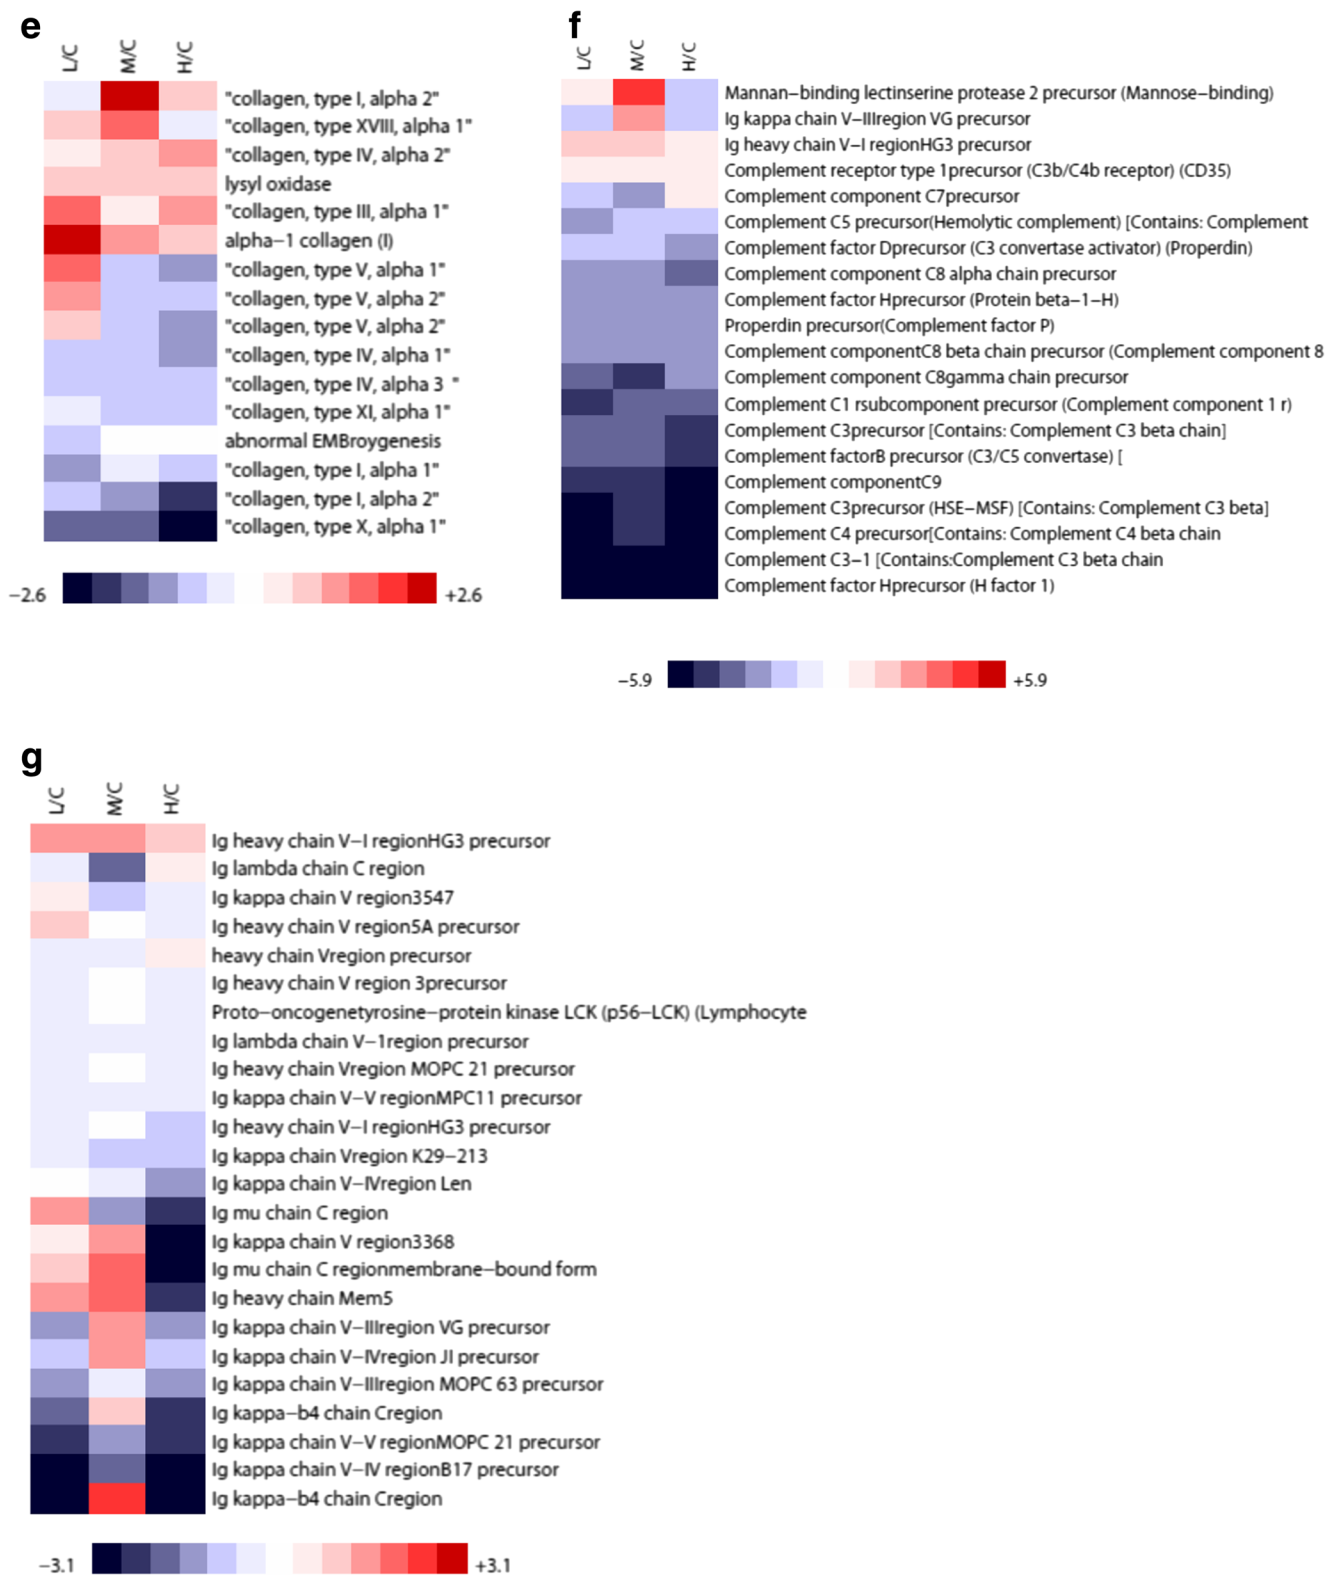 e
L/C M/C H/C
"collagen, type I, alpha 2"
"collagen, type XVIII, alpha 1"
"collagen, type IV, alpha 2"
lysyl oxidase
"collagen, type III, alpha 1"
alpha−1 collagen (I)
"collagen, type V, alpha 1"
"collagen, type V, alpha 2"
"collagen, type V, alpha 2"
"collagen, type IV, alpha 1"
"collagen, type IV, alpha 3 "
"collagen, type XI, alpha 1"
abnormal EMBroygenesis
"collagen, type I, alpha 1"
"collagen, type I, alpha 2"
"collagen, type X, alpha 1"
−2.6 +2.6
f
L/C M/C H/C
Mannan−binding lectinserine protease 2 precursor (Mannose−binding)
Ig kappa chain V−IIIregion VG precursor
Ig heavy chain V−I regionHG3 precursor
Complement receptor type 1precursor (C3b/C4b receptor) (CD35)
Complement component C7precursor
Complement C5 precursor(Hemolytic complement) [Contains: Complement
Complement factor Dprecursor (C3 convertase activator) (Properdin)
Complement component C8 alpha chain precursor
Complement factor Hprecursor (Protein beta−1−H)
Properdin precursor(Complement factor P)
Complement componentC8 beta chain precursor (Complement component 8
Complement component C8gamma chain precursor
Complement C1 rsubcomponent precursor (Complement component 1 r)
Complement C3precursor [Contains: Complement C3 beta chain]
Complement factorB precursor (C3/C5 convertase) [
Complement componentC9
Complement C3precursor (HSE−MSF) [Contains: Complement C3 beta]
Complement C4 precursor[Contains: Complement C4 beta chain
Complement C3−1 [Contains:Complement C3 beta chain
Complement factor Hprecursor (H factor 1)
−5.9 +5.9
g
L/C M/C H/C
Ig heavy chain V−I regionHG3 precursor
Ig lambda chain C region
Ig kappa chain V region3547
Ig heavy chain V region5A precursor
heavy chain Vregion precursor
Ig heavy chain V region 3precursor
Proto−oncogenetyrosine−protein kinase LCK (p56−LCK) (Lymphocyte
Ig lambda chain V−1region precursor
Ig heavy chain Vregion MOPC 21 precursor
Ig kappa chain V−V regionMPC11 precursor
Ig heavy chain V−I regionHG3 precursor
Ig kappa chain Vregion K29−213
Ig kappa chain V−IVregion Len
Ig mu chain C region
Ig kappa chain V region3368
Ig mu chain C regionmembrane−bound form
Ig heavy chain Mem5
Ig kappa chain V−IIIregion VG precursor
Ig kappa chain V−IVregion JI precursor
Ig kappa chain V−IIIregion MOPC 63 precursor
Ig kappa−b4 chain Cregion
Ig kappa chain V−V regionMOPC 21 precursor
Ig kappa chain V−IV regionB17 precursor
Ig kappa−b4 chain Cregion
−3.1 +3.1